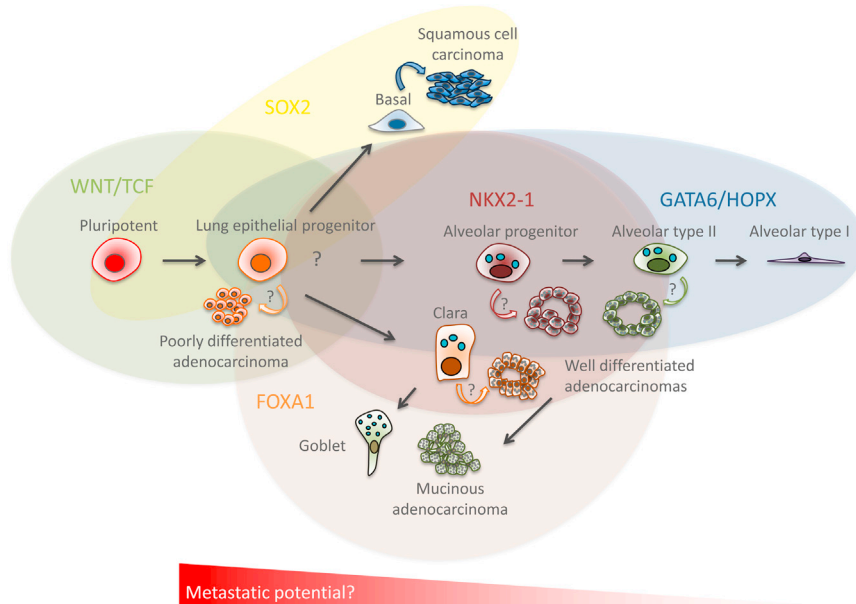 Squamous cell
carcinoma
Basal
SOX2
WNT/TCF
NKX2-1
GATA6/HOPX
Pluripotent
Lung epithelial progenitor
?
Alveolar progenitor
Alveolar type II
Alveolar type I
?
?
?
Poorly differentiated
adenocarcinoma
Clara
?
Well differentiated
adenocarcinomas
FOXA1
Goblet
Mucinous
adenocarcinoma
Metastatic potential?